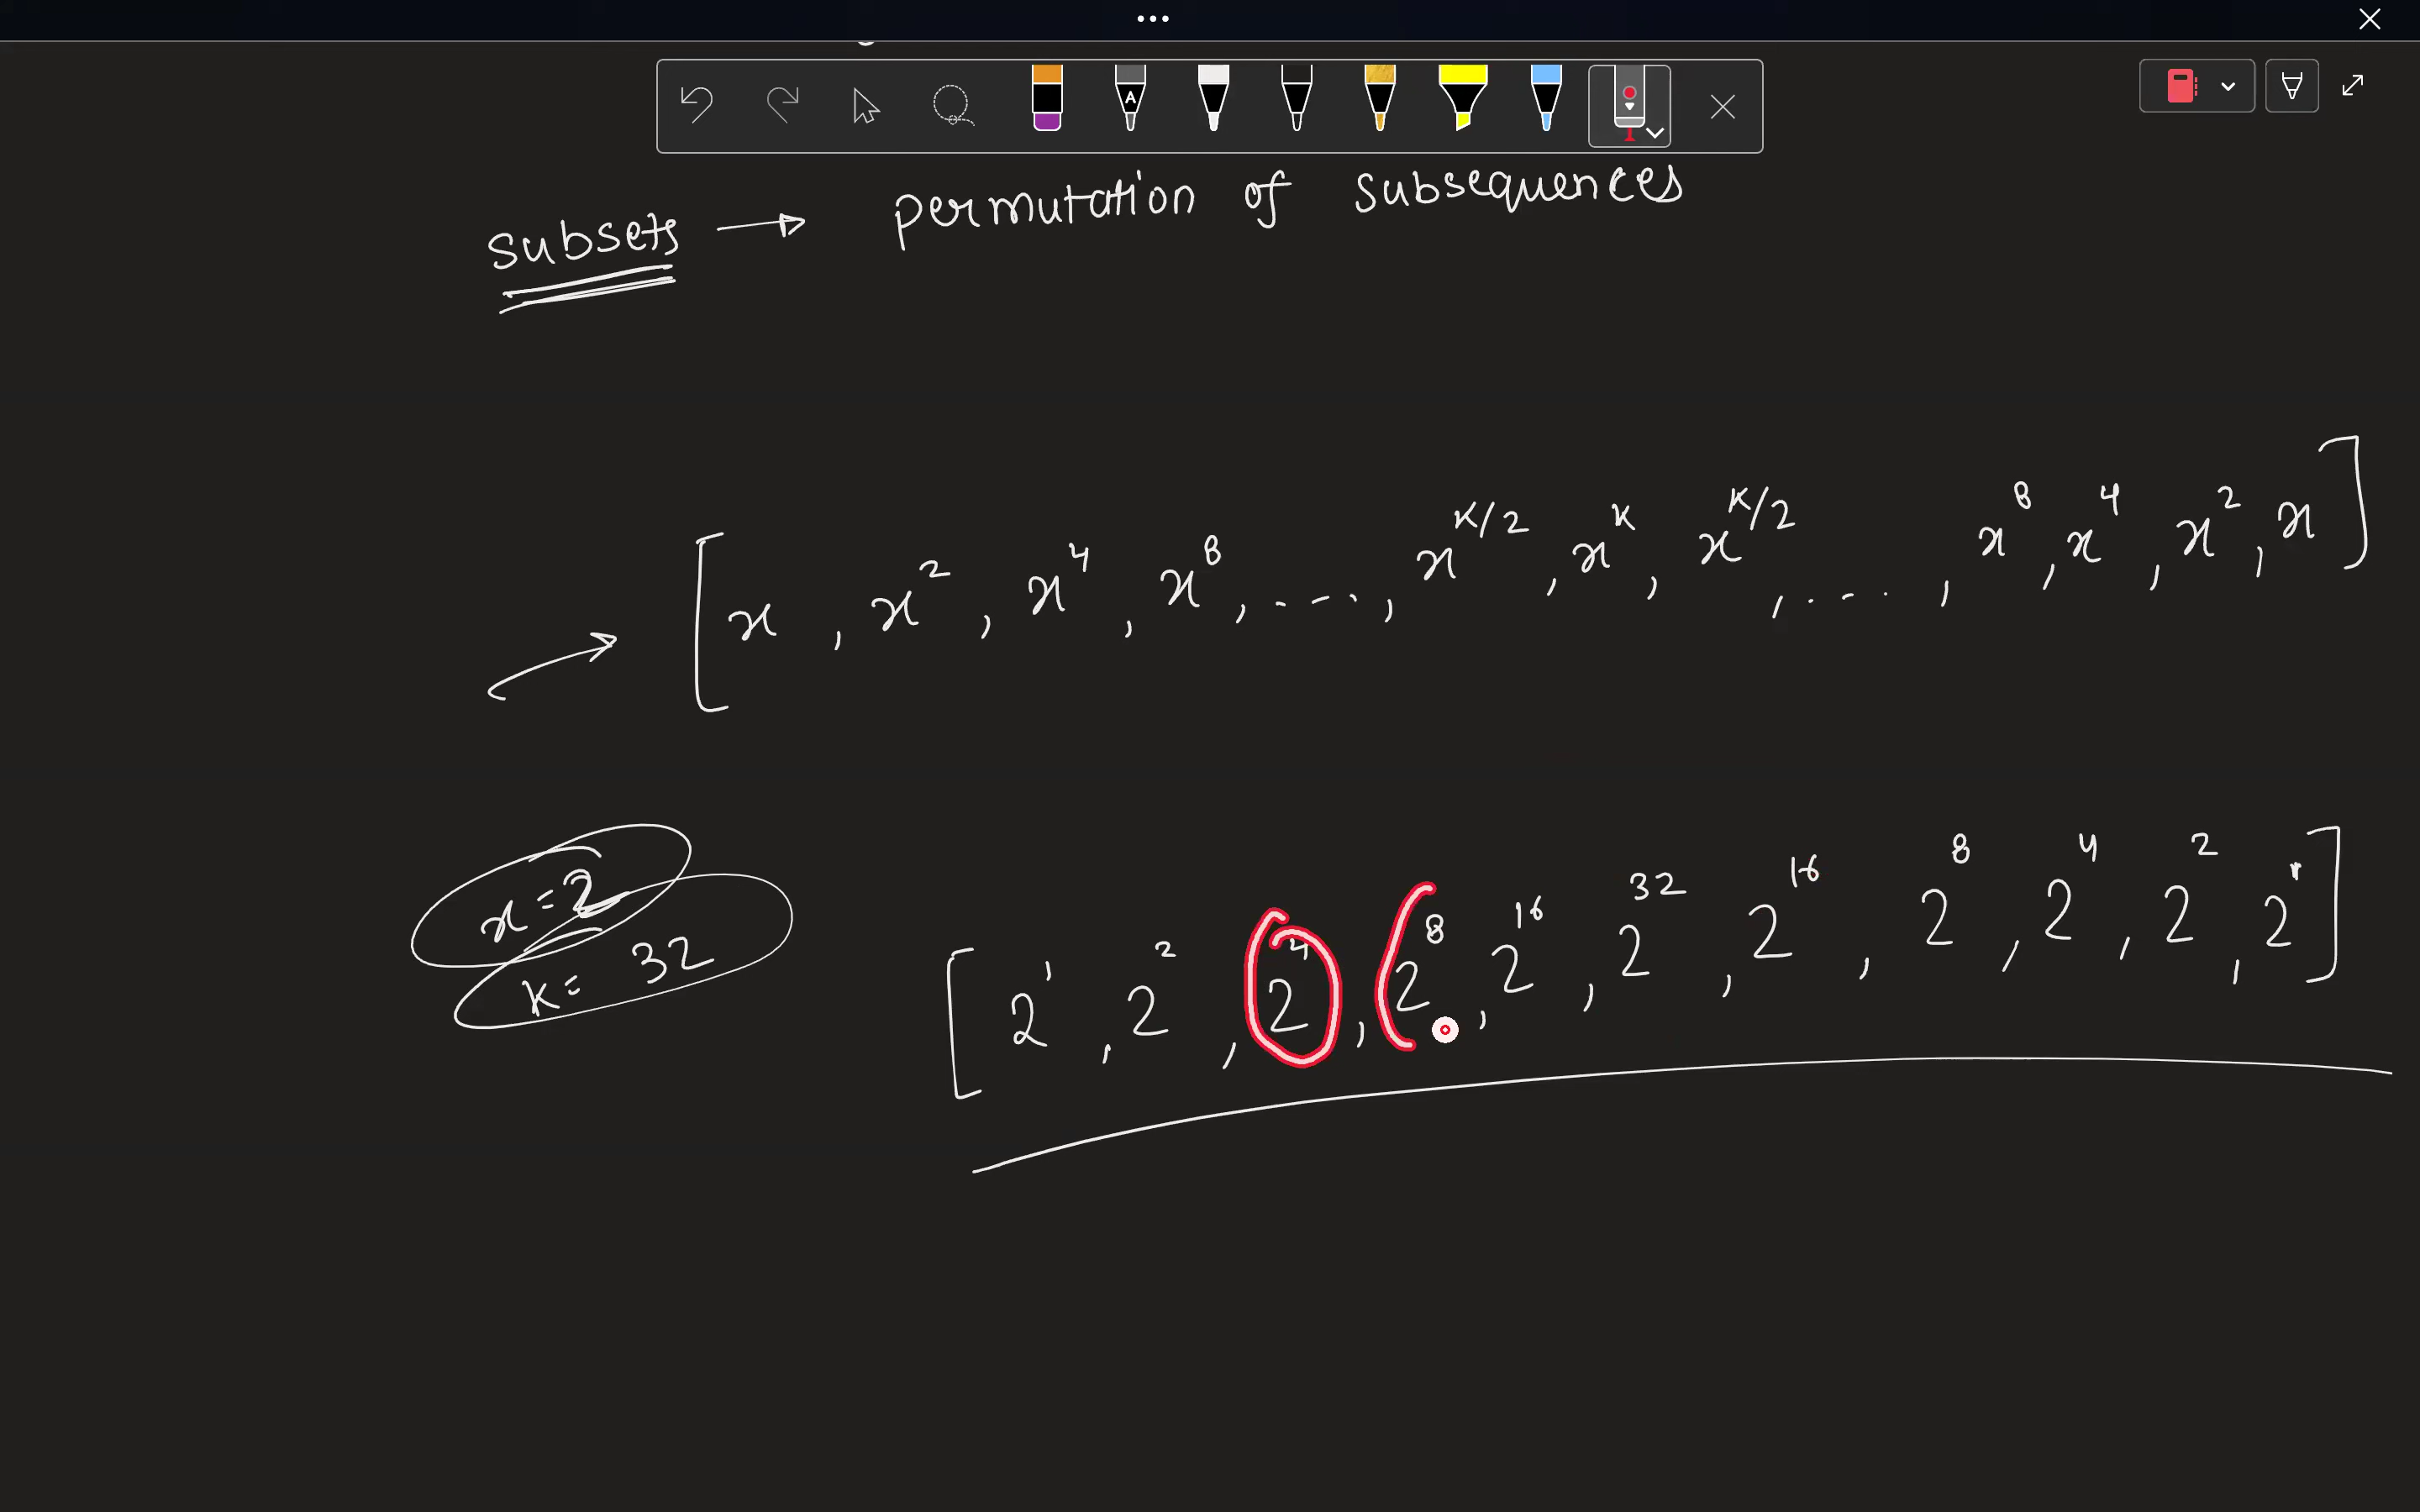 subsets → permutation of subsequences
[x, x², x⁴, x⁸, ...., x^(K/2), x^K, x^(K/2), ...., x⁸, x⁴, x², x]
x = 2
K = 32
[2¹, 2², 2⁴, 2⁸, 2¹⁶, 2³², 2¹⁶, 2⁸, 2⁴, 2², 2¹]